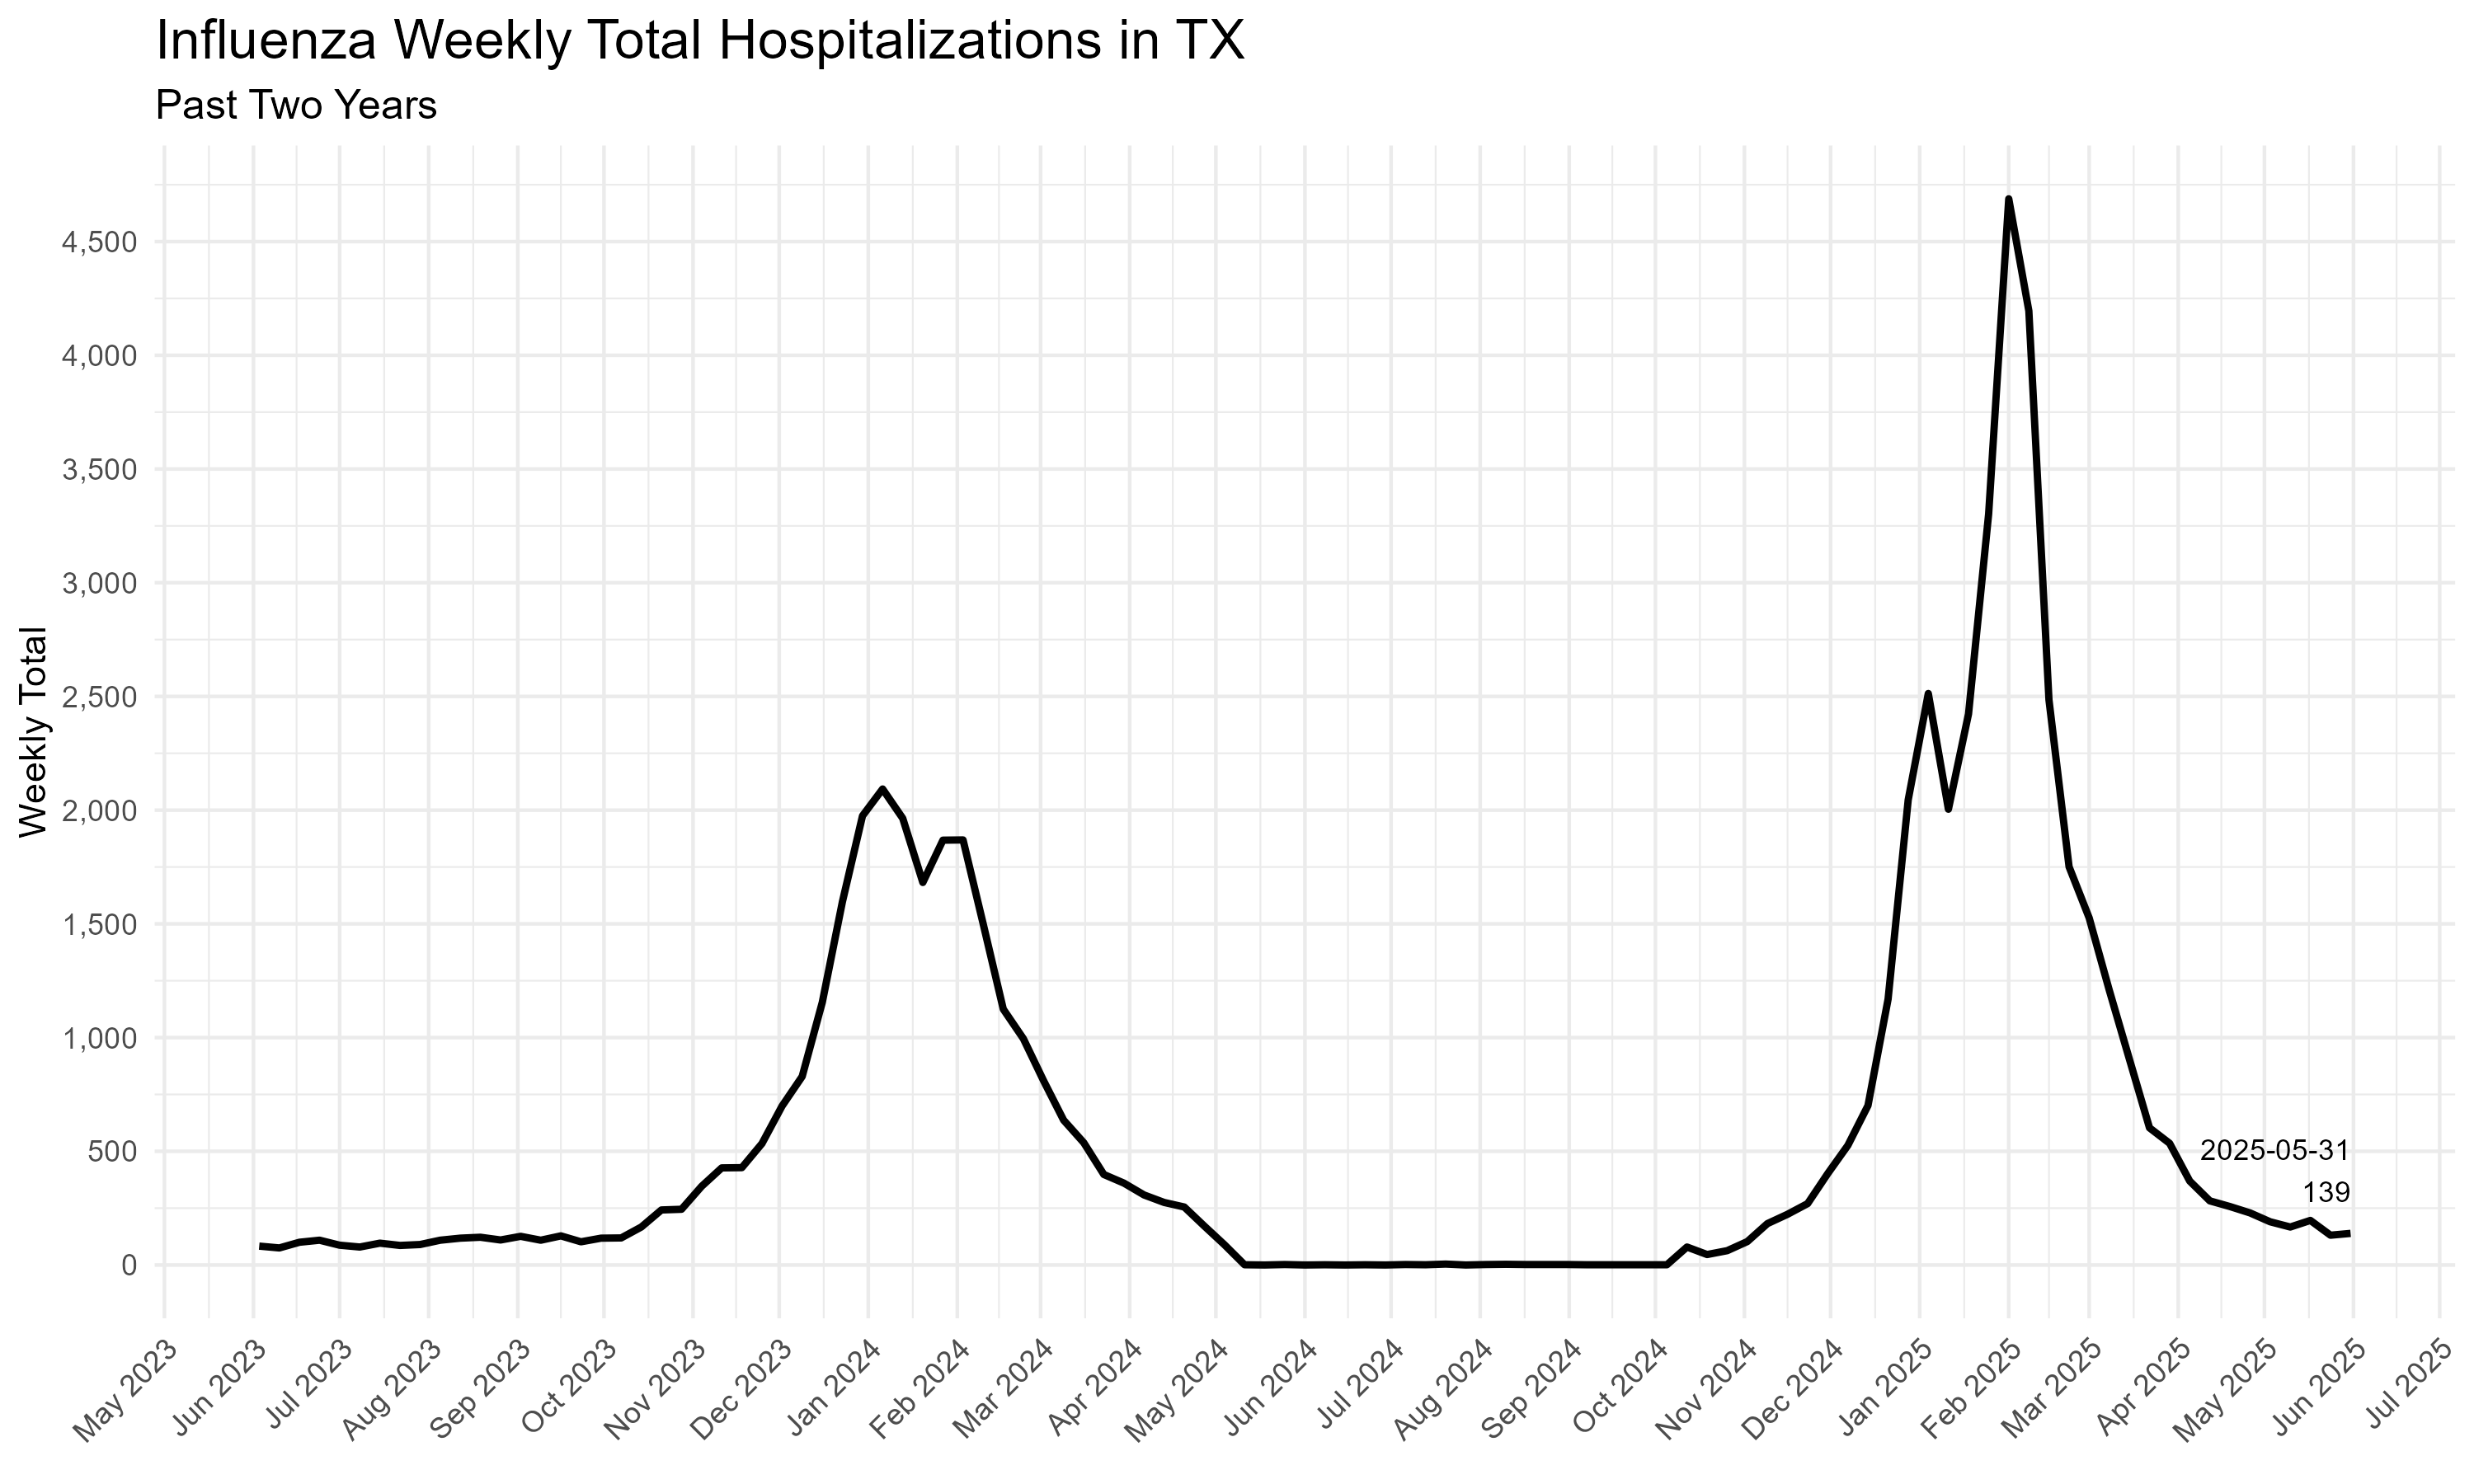 Influenza Weekly Total Hospitalizations in TX
Past Two Years
Weekly Total
4,500
4,000
3,500
3,000
2,500
2,000
1,500
1,000
500
0
2025-05-31
139
May 2023
Jun 2023
Jul 2023
Aug 2023
Sep 2023
Oct 2023
Nov 2023
Dec 2023
Jan 2024
Feb 2024
Mar 2024
Apr 2024
May 2024
Jun 2024
Jul 2024
Aug 2024
Sep 2024
Oct 2024
Nov 2024
Dec 2024
Jan 2025
Feb 2025
Mar 2025
Apr 2025
May 2025
Jun 2025
Jul 2025